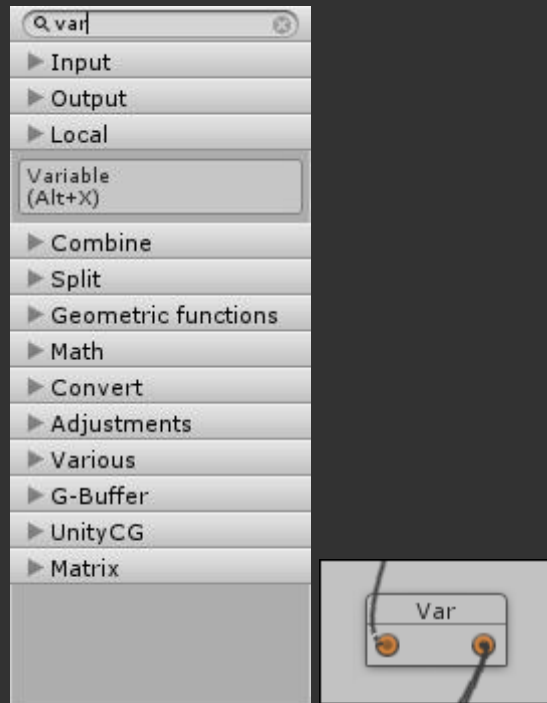 var
Input
Output
Local
Variable
(Alt+X)
Combine
Split
Geometric functions
Math
Convert
Adjustments
Various
G-Buffer
UnityCG
Matrix
Var